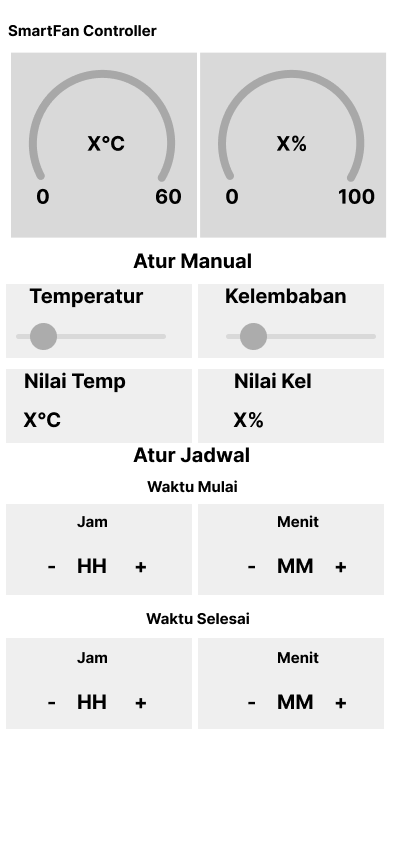 SmartFan Controller
X°C X%
0 60 0 100
Atur Manual
Temperatur Kelembaban
Nilai Temp Nilai Kel
X°C X%
Atur Jadwal
Waktu Mulai
Jam Menit
- HH + - MM +
Waktu Selesai
Jam Menit
- HH + - MM +